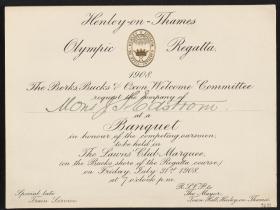 Henley-on-Thames
Olympic Regatta.
1908.
The Berks Bucks & Oxon Welcome Committee
request the company of
at a
Banquet
in honour of the competing oarsmen,
to be held in
The Lawns Club Marquee,
(on the Bucks shore of the Regatta course,)
on Friday July 31st 1908.
at 7 o'clock p.m.
Special late
Train Service
R.S.V.P. to
The Mayor,
Town Hall, Henley-on-Thames.